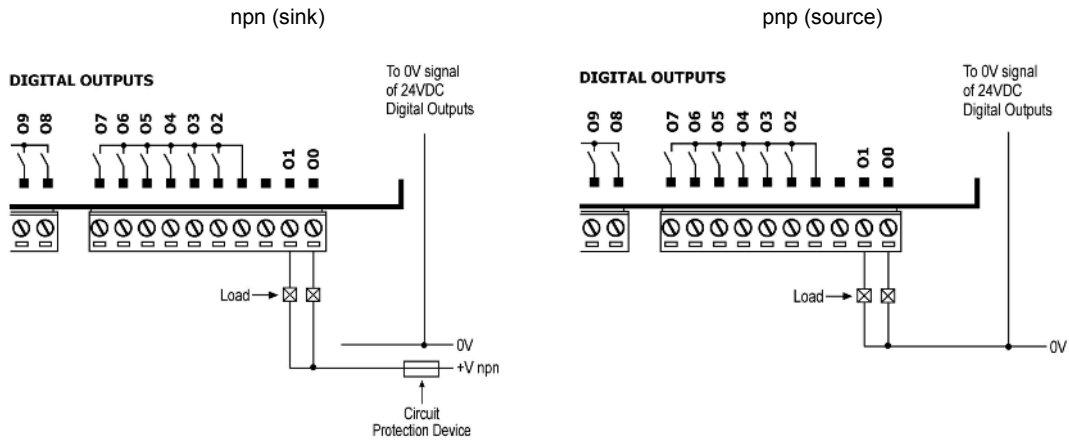 npn (sink)
pnp (source)
DIGITAL OUTPUTS
To 0V signal
of 24VDC
Digital Outputs
O9
O8
O7
O6
O5
O4
O3
O2
O1
O0
Load
0V
+V npn
Circuit
Protection Device
DIGITAL OUTPUTS
To 0V signal
of 24VDC
Digital Outputs
O9
O8
O7
O6
O5
O4
O3
O2
O1
O0
Load
0V